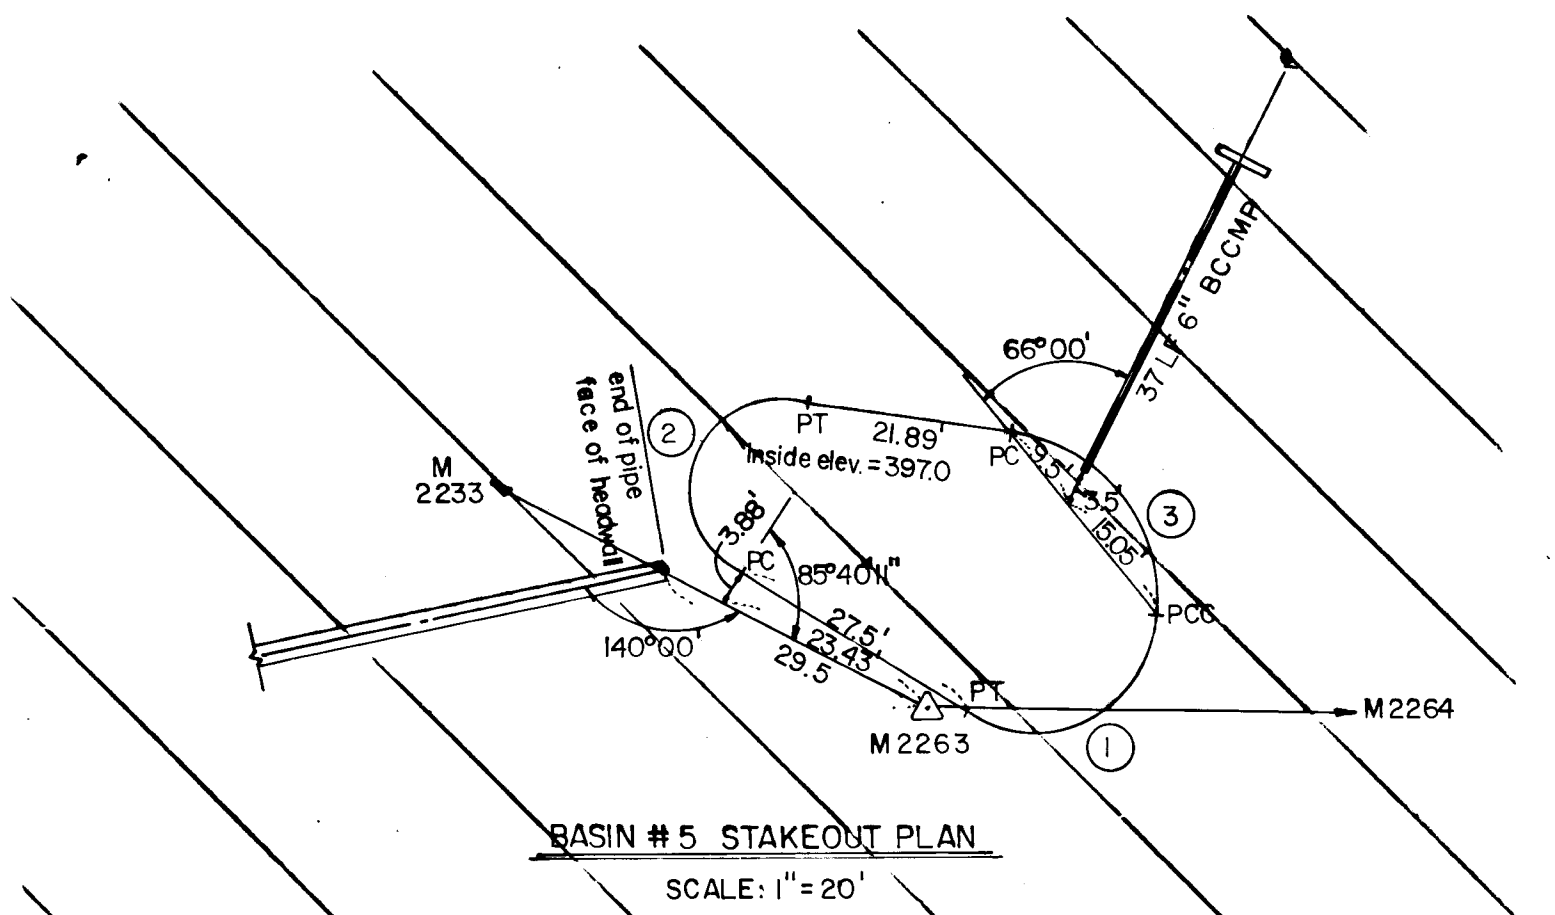 66°00'
37 LF 6" BCCMP
end of pipe
face of headwall
2
PT
21.89'
PC
9.5'
3.5'
3
15.05
Inside elev. = 397.0
M
2233
3.88'
PC
85°40'11"
PCC
140°00'
27.5'
23.43'
29.5
PT
M 2263
M 2264
1
BASIN # 5 STAKEOUT PLAN
SCALE: 1" = 20'